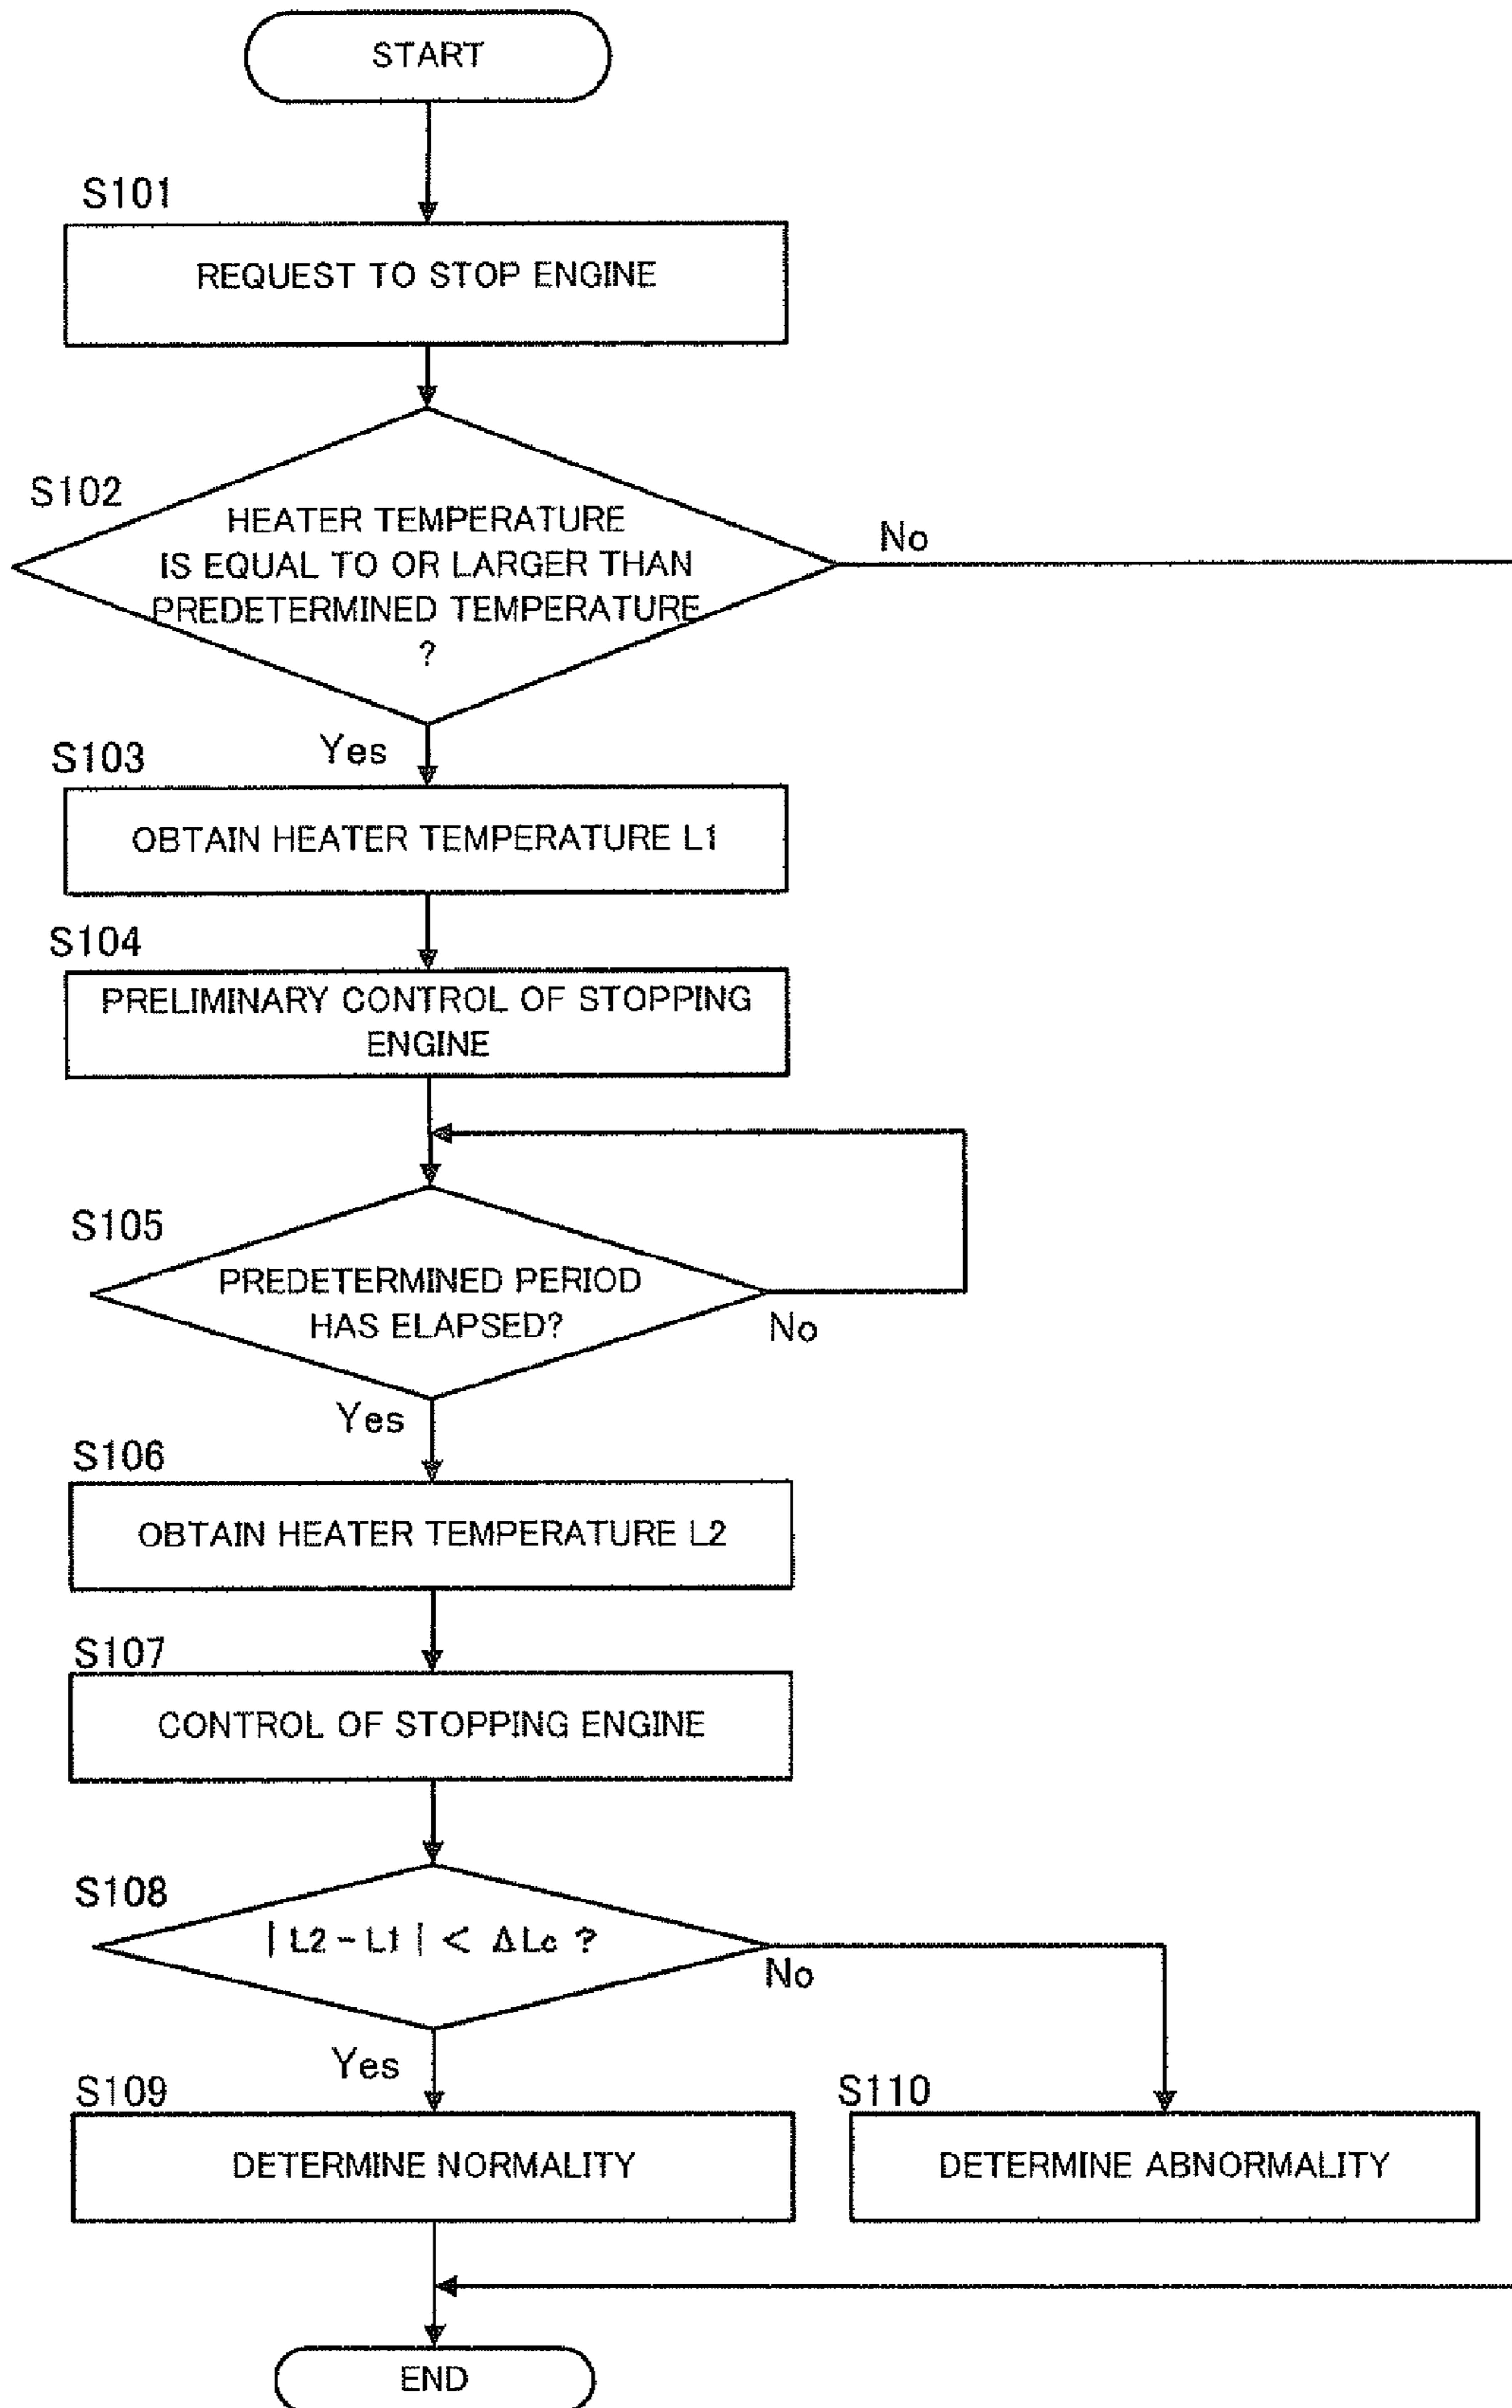 START
S101
REQUEST TO STOP ENGINE
S102
HEATER TEMPERATURE
IS EQUAL TO OR LARGER THAN
PREDETERMINED TEMPERATURE
?
No
Yes
S103
OBTAIN HEATER TEMPERATURE L1
S104
PRELIMINARY CONTROL OF STOPPING
ENGINE
S105
PREDETERMINED PERIOD
HAS ELAPSED?
No
Yes
S106
OBTAIN HEATER TEMPERATURE L2
S107
CONTROL OF STOPPING ENGINE
S108
| L2 - L1 | < ΔLc ?
No
Yes
S109
DETERMINE NORMALITY
S110
DETERMINE ABNORMALITY
END